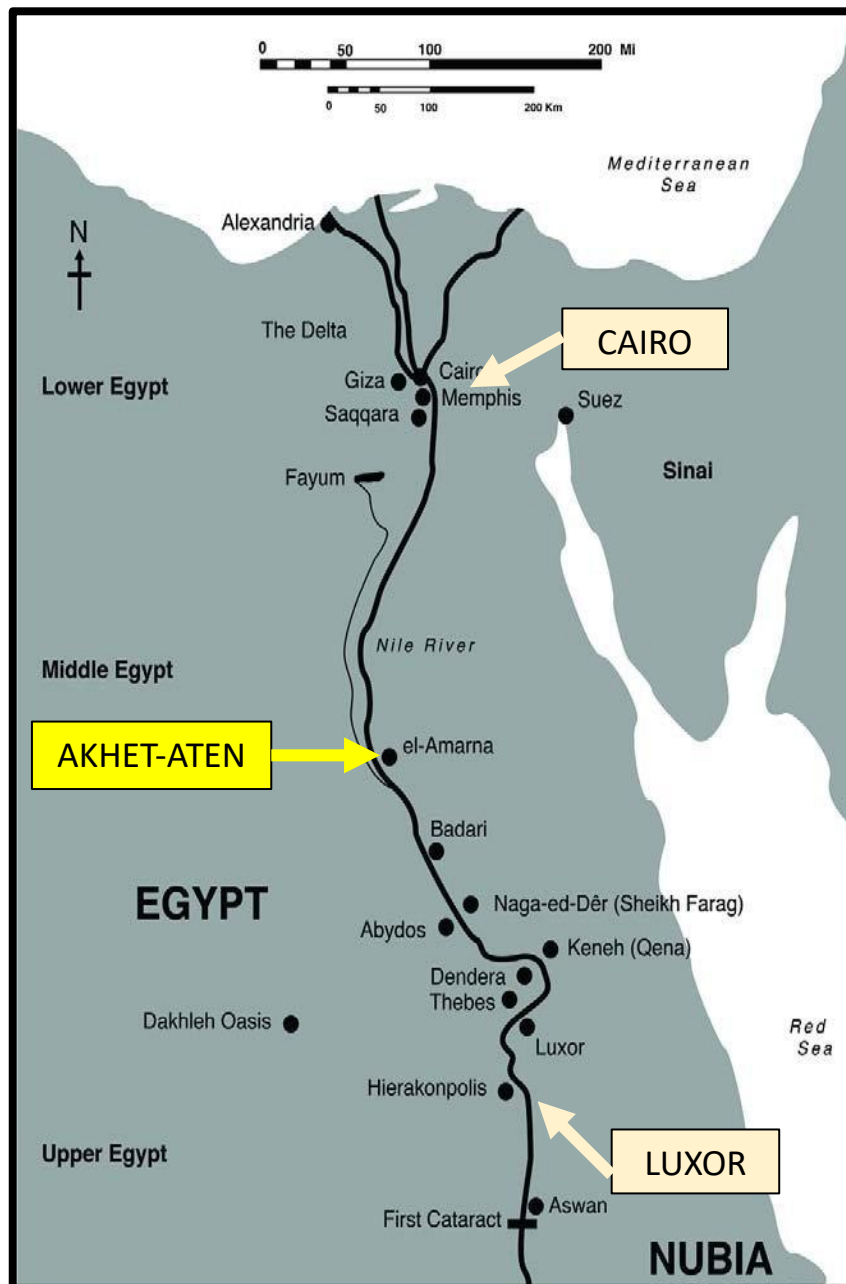 0 50 100 200 Mi
0 50 100 200 Km
Mediterranean
Sea
Alexandria
N
The Delta
CAIRO
Lower Egypt
Giza
Cairo
Memphis
Saqqara
Suez
Sinai
Fayum
Nile River
Middle Egypt
AKHET-ATEN
el-Amarna
Badari
EGYPT
Naga-ed-Dêr (Sheikh Farag)
Abydos
Keneh (Qena)
Dendera
Thebes
Dakhleh Oasis
Luxor
Red
Sea
Hierakonpolis
Upper Egypt
LUXOR
Aswan
First Cataract
NUBIA